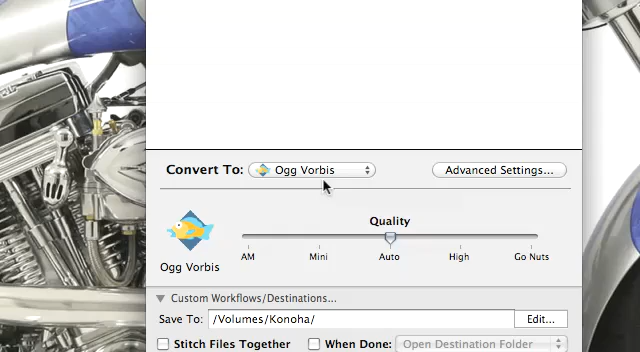 Convert To: Ogg Vorbis Advanced Settings...
Quality
AM Mini Auto High Go Nuts
Ogg Vorbis
Custom Workflows/Destinations...
Save To: /Volumes/Konoha/ Edit...
Stitch Files Together When Done: Open Destination Folder